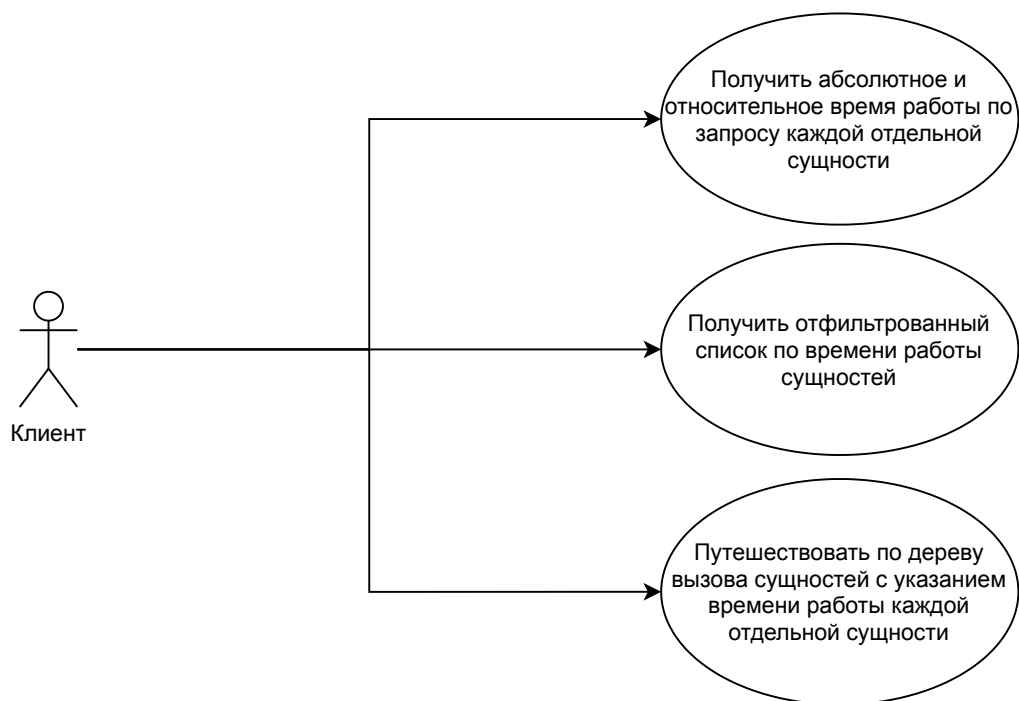 Получить абсолютное и
относительное время работы по
запросу каждой отдельной
сущности
Получить отфильтрованный
список по времени работы
сущностей
Клиент
Путешествовать по дереву
вызова сущностей с указанием
времени работы каждой
отдельной сущности